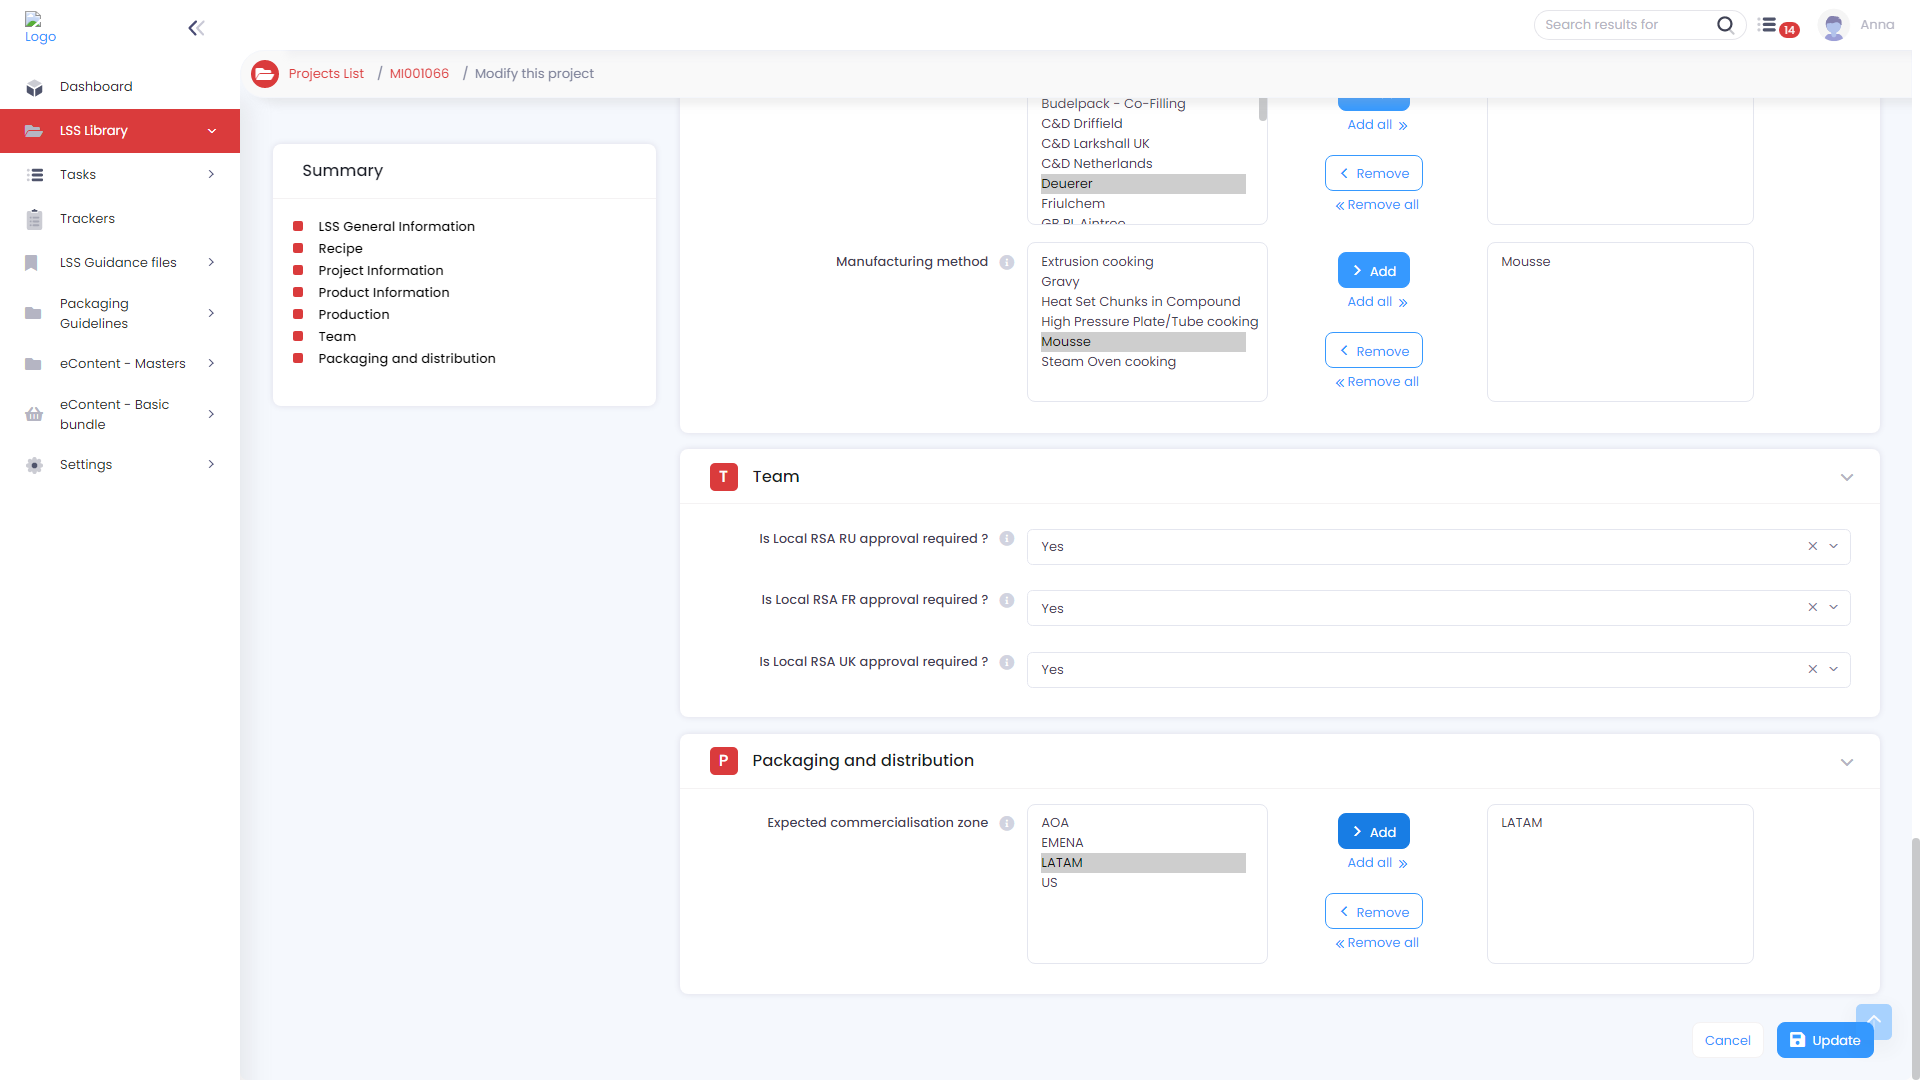 Logo
Search results for
14
Anna
Projects List / MI001066 / Modify this project
Dashboard
LSS Library
Tasks
Trackers
LSS Guidance files
Packaging
Guidelines
eContent - Masters
eContent - Basic
bundle
Settings
Summary
LSS General Information
Recipe
Project Information
Product Information
Production
Team
Packaging and distribution
Budelpack - Co-Filling
C&D Driffield
C&D Larkshall UK
C&D Netherlands
Deuerer
Friulchem
GB PL Aintree
Add all
Remove
Remove all
Manufacturing method
Extrusion cooking
Gravy
Heat Set Chunks in Compound
High Pressure Plate/Tube cooking
Mousse
Steam Oven cooking
Add
Add all
Remove
Remove all
Mousse
T Team
Is Local RSA RU approval required ?
Yes
Is Local RSA FR approval required ?
Yes
Is Local RSA UK approval required ?
Yes
P Packaging and distribution
Expected commercialisation zone
AOA
EMENA
LATAM
US
Add
Add all
Remove
Remove all
LATAM
Cancel
Update